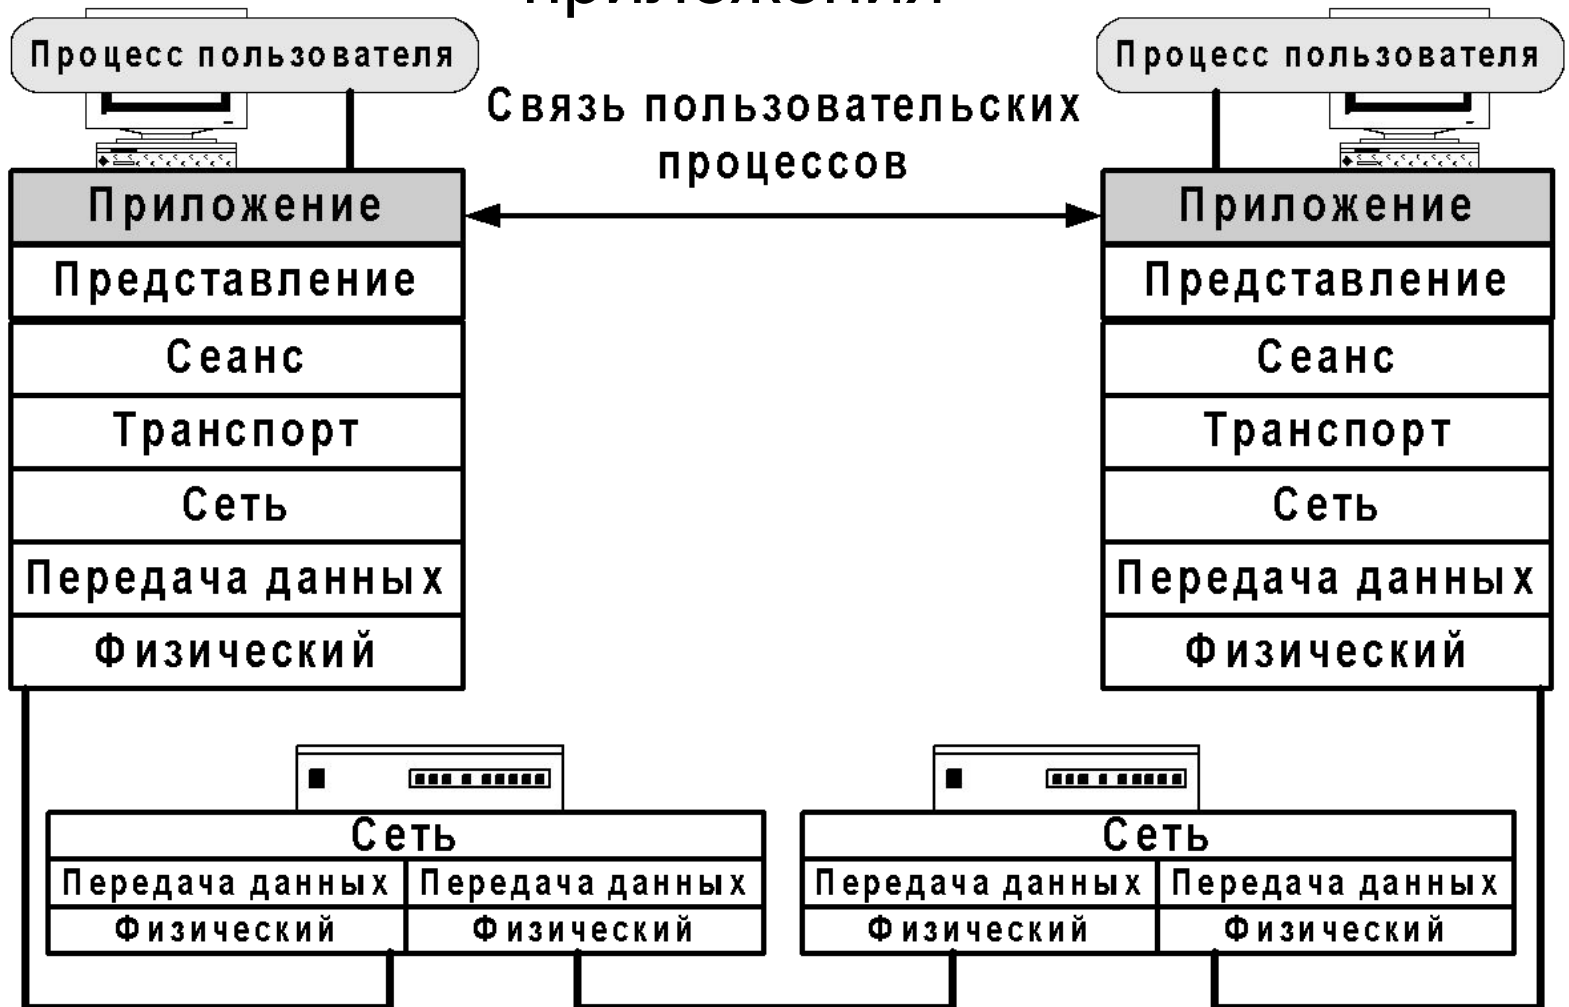 приложения
Процесс пользователя
Процесс пользователя
Связь пользовательских
процессов
Приложение
Представление
Сеанс
Транспорт
Сеть
Передача данных
Физический
Приложение
Представление
Сеанс
Транспорт
Сеть
Передача данных
Физический
Сеть
Передача данных
Передача данных
Физический
Физический
Сеть
Передача данных
Передача данных
Физический
Физический